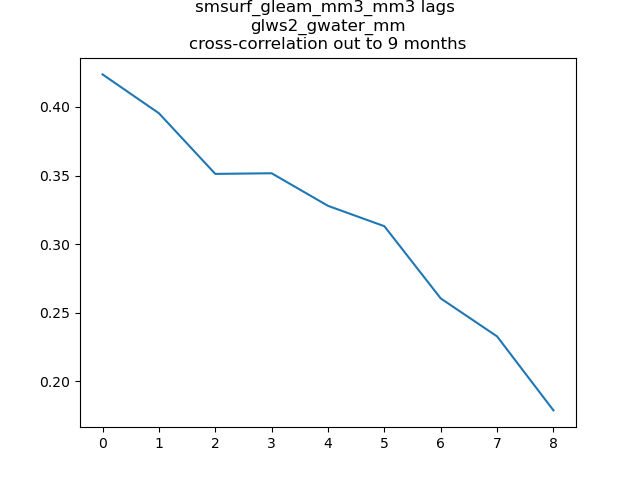 smsurf_gleam_mm3_mm3 lags
glws2_gwater_mm
cross-correlation out to 9 months
0.40
0.35
0.30
0.25
0.20
0 1 2 3 4 5 6 7 8